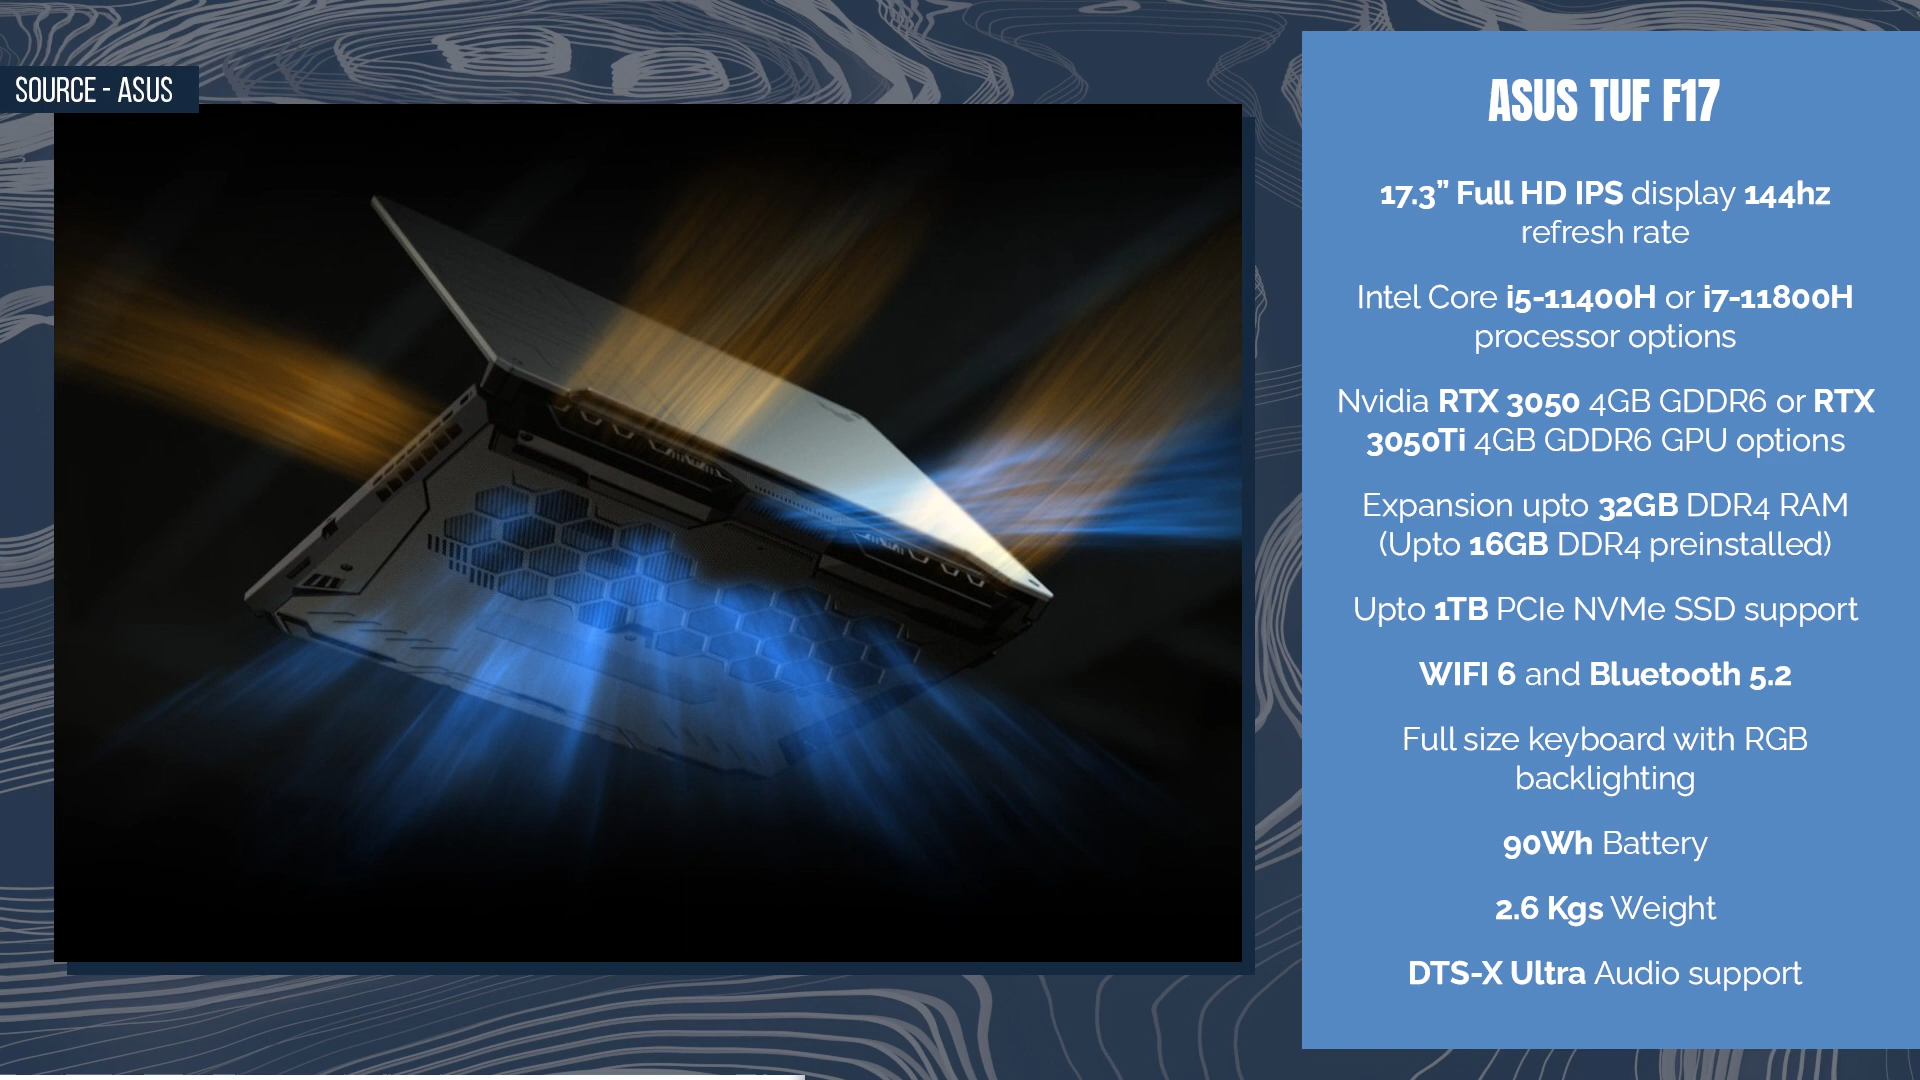 SOURCE - ASUS
ASUS TUF F17
17.3” Full HD IPS display 144hz
refresh rate
Intel Core i5-11400H or i7-11800H
processor options
Nvidia RTX 3050 4GB GDDR6 or RTX
3050Ti 4GB GDDR6 GPU options
Expansion upto 32GB DDR4 RAM
(Upto 16GB DDR4 preinstalled)
Upto 1TB PCIe NVMe SSD support
WIFI 6 and Bluetooth 5.2
Full size keyboard with RGB
backlighting
90Wh Battery
2.6 Kgs Weight
DTS-X Ultra Audio support